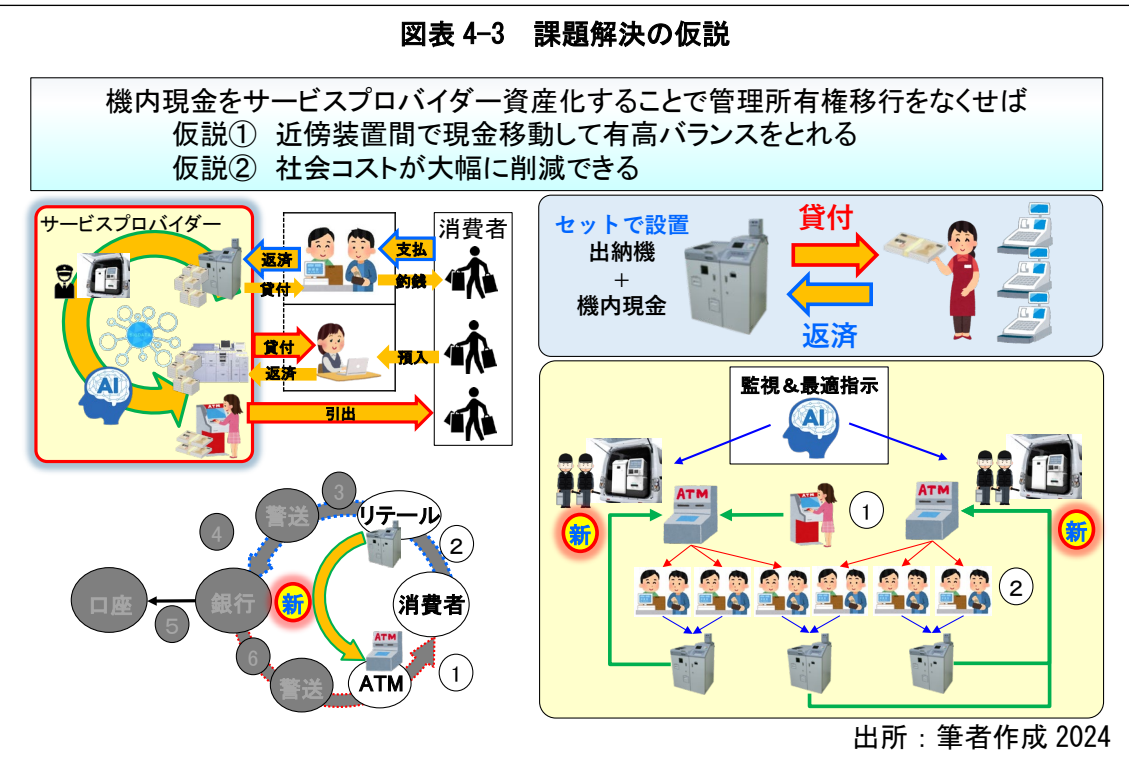 図表 4-3　課題解決の仮説
機内現金をサービスプロバイダー資産化することで管理所有権移行をなくせば
仮説①　近傍装置間で現金移動して有高バランスをとれる
仮説②　社会コストが大幅に削減できる
サービスプロバイダー
返済
貸付
支払
釣銭
消費者
貸付
返済
預入
AI
ATM
引出
セットで設置
出納機
+
機内現金
貸付
返済
監視&最適指示
AI
新
ATM
①
ATM
新
②
③
警送
リテール
④
②
口座
⑤
銀行
新
消費者
⑥
警送
ATM
ATM
①
出所：筆者作成 2024